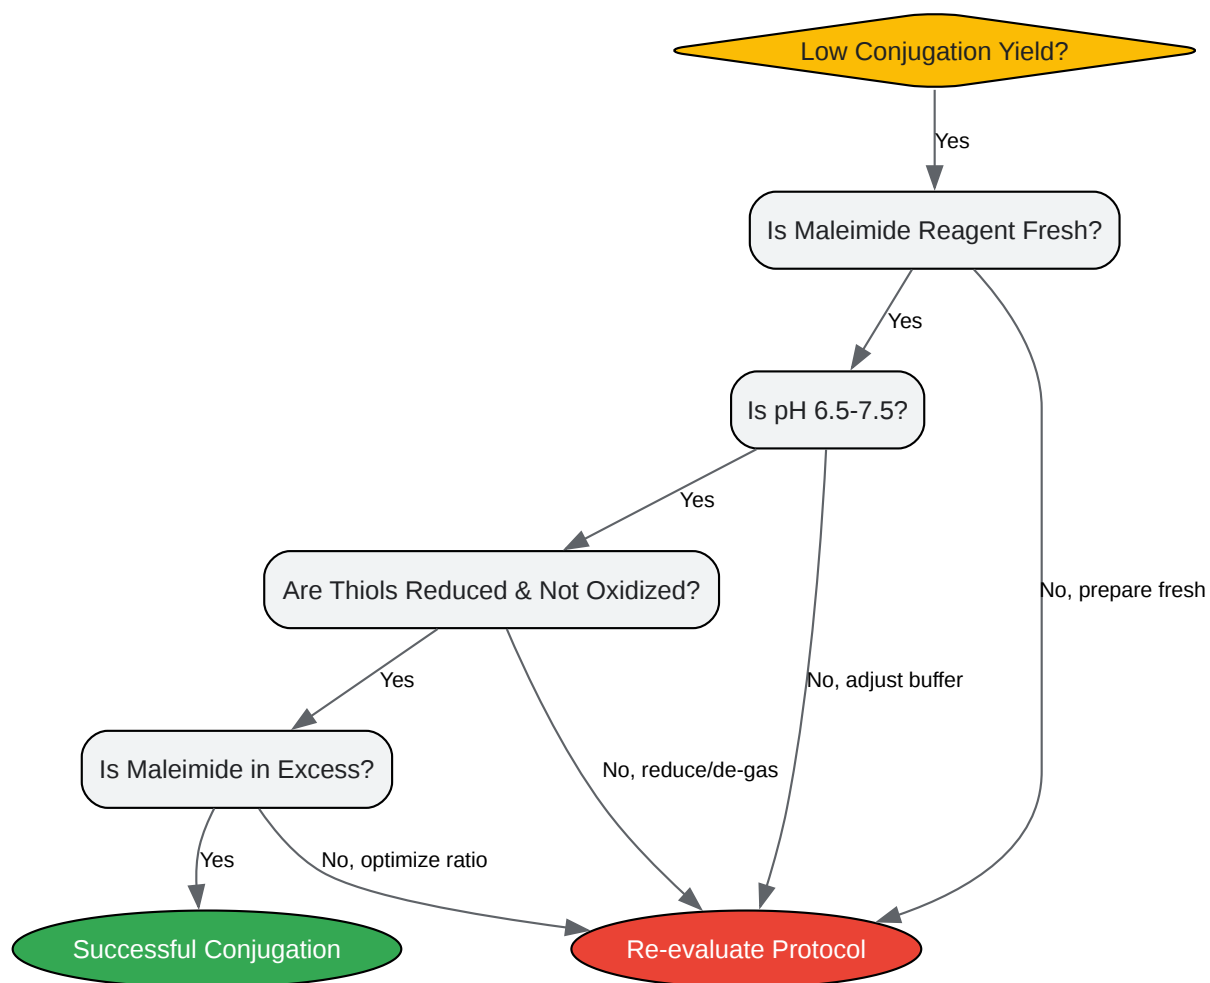 Low Conjugation Yield?
Yes
Is Maleimide Reagent Fresh?
Yes
Is pH 6.5-7.5?
Yes
Are Thiols Reduced & Not Oxidized?
No, prepare fresh
Yes
No, adjust buffer
Is Maleimide in Excess?
No, reduce/de-gas
Yes
No, optimize ratio
Successful Conjugation
Re-evaluate Protocol